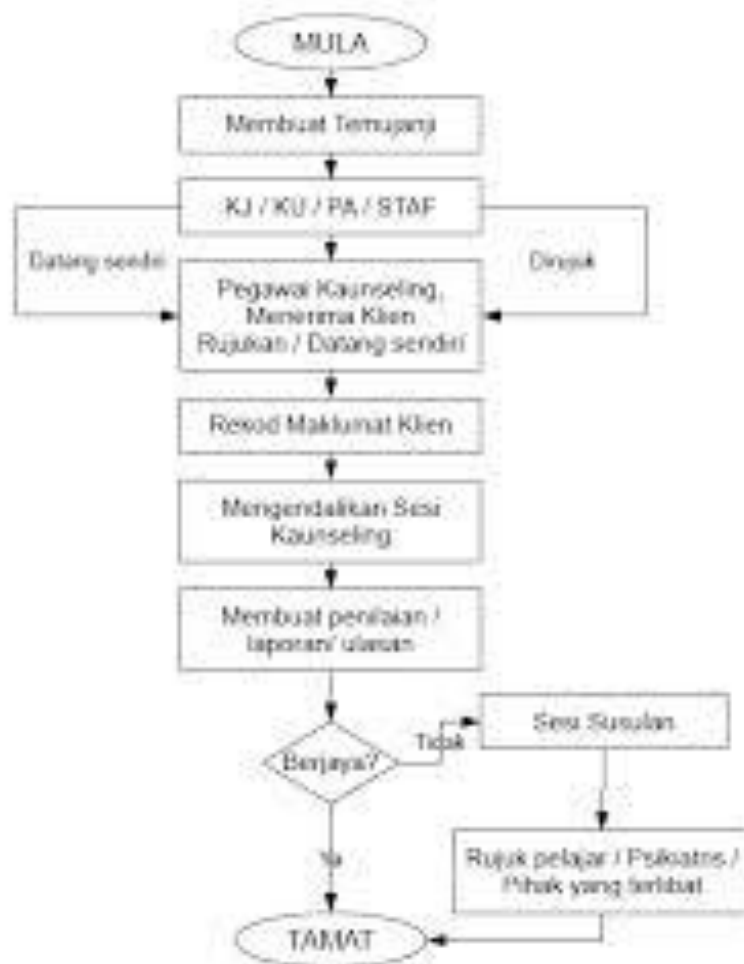 MULA
Membuat Temujanji
KJ / KU / PA / STAF
Datang sendiri
Dirujuk
Pegawai Kaunseling,
Menerima Klien
Rujukan / Datang sendiri
Rekod Maklumat Klien
Mengendalikan Sesi
Kaunseling
Membuat penilaian /
laporan/ ulasan
Sesi Susulan
Tidak
Berjaya?
Rujuk pelajar / Psikiatris /
Pihak yang terlibat
Ya
TAMAT